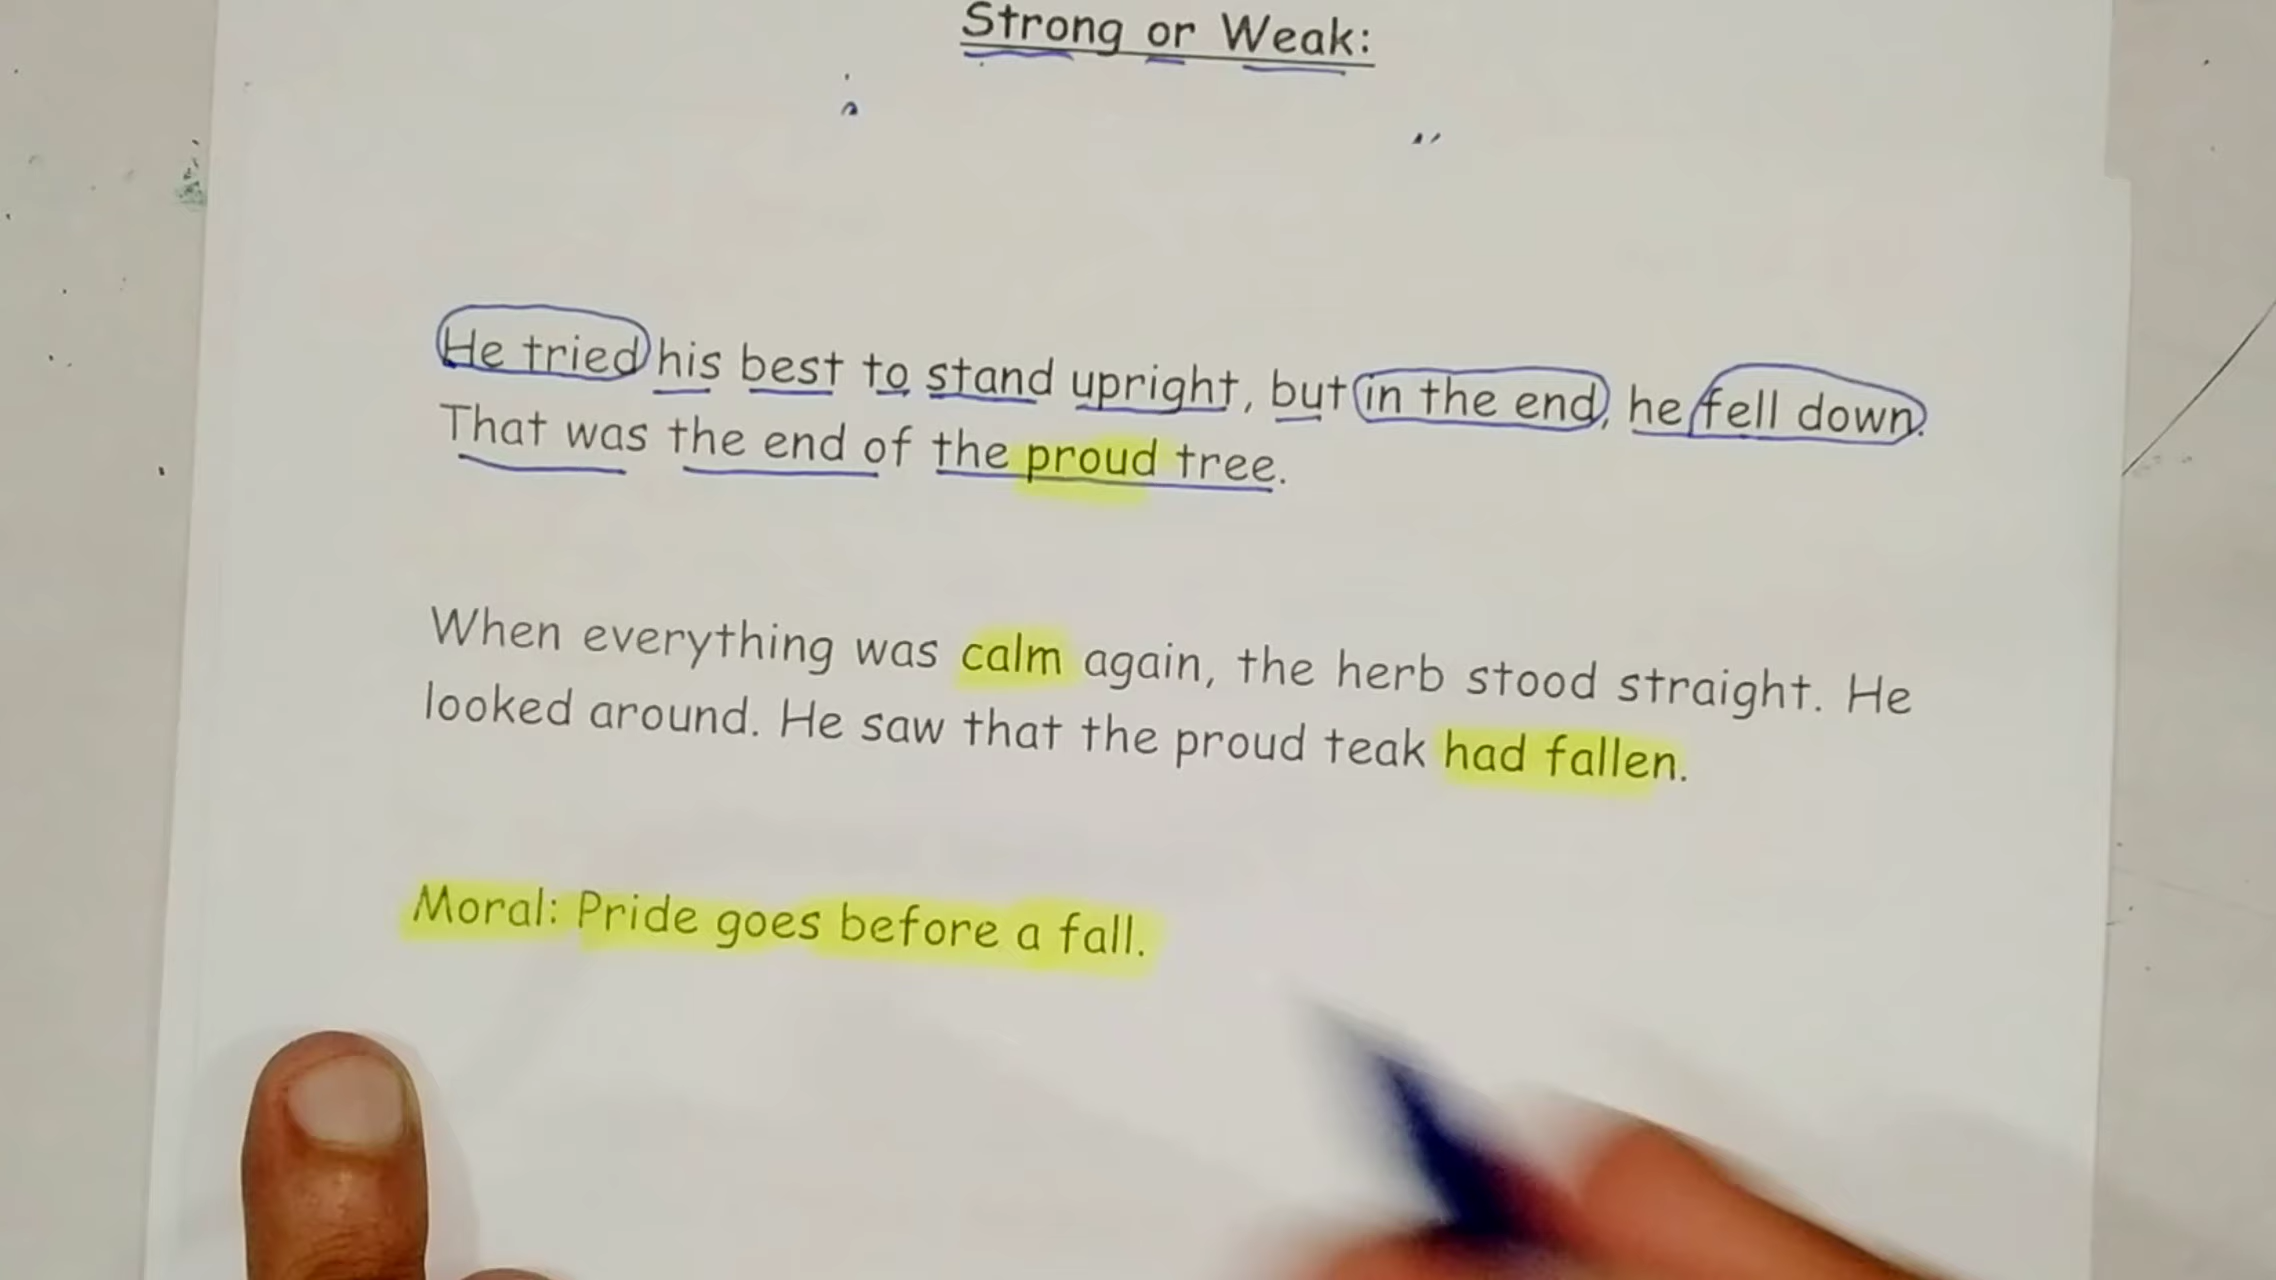 Strong or Weak:
He tried his best to stand upright, but in the end, he fell down.
That was the end of the proud tree.
When everything was calm again, the herb stood straight. He
looked around. He saw that the proud teak had fallen.
Moral: Pride goes before a fall.